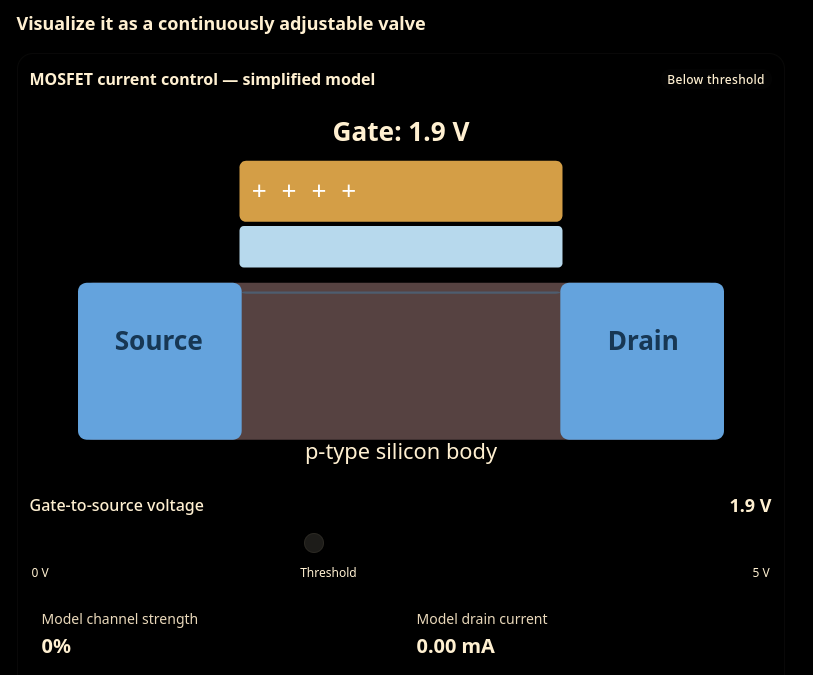 Visualize it as a continuously adjustable valve
MOSFET current control — simplified model
Below threshold
Gate: 1.9 V
+ + + +
Source
Drain
p-type silicon body
Gate-to-source voltage
1.9 V
0 V
Threshold
5 V
Model channel strength
Model drain current
0%
0.00 mA